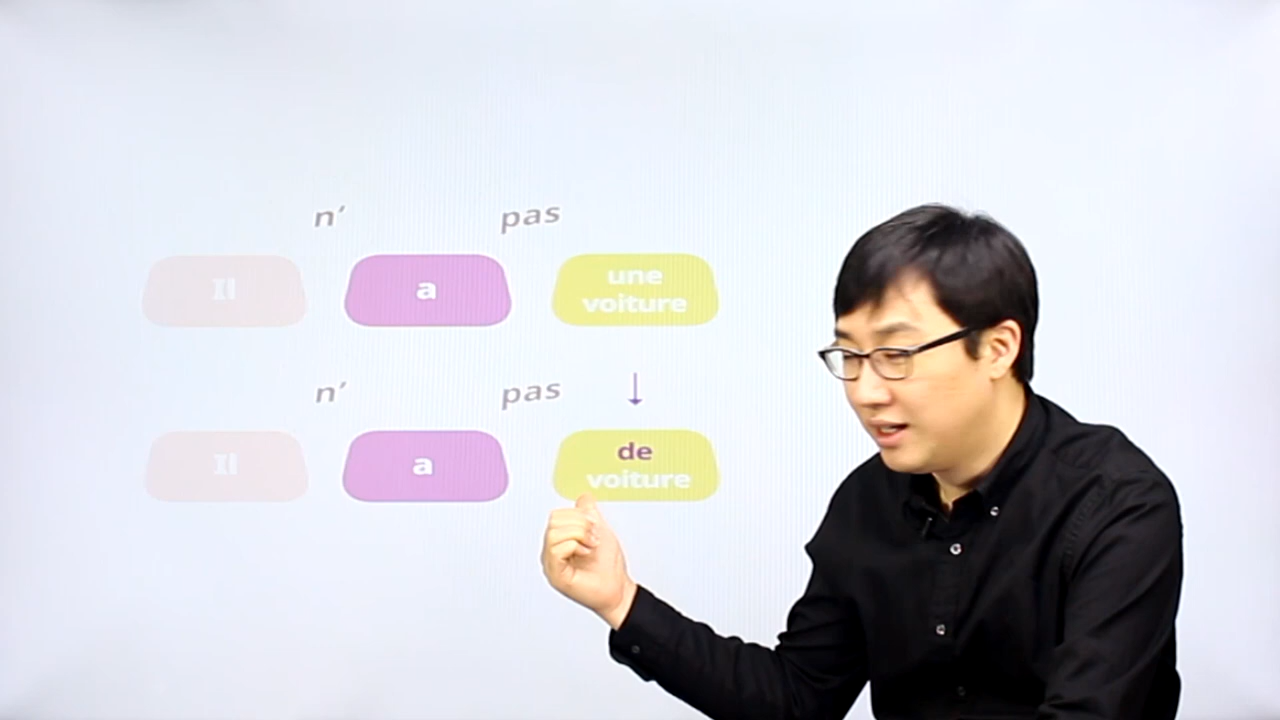 n’ pas
Il a une
voiture
n’ pas
Il a de
voiture